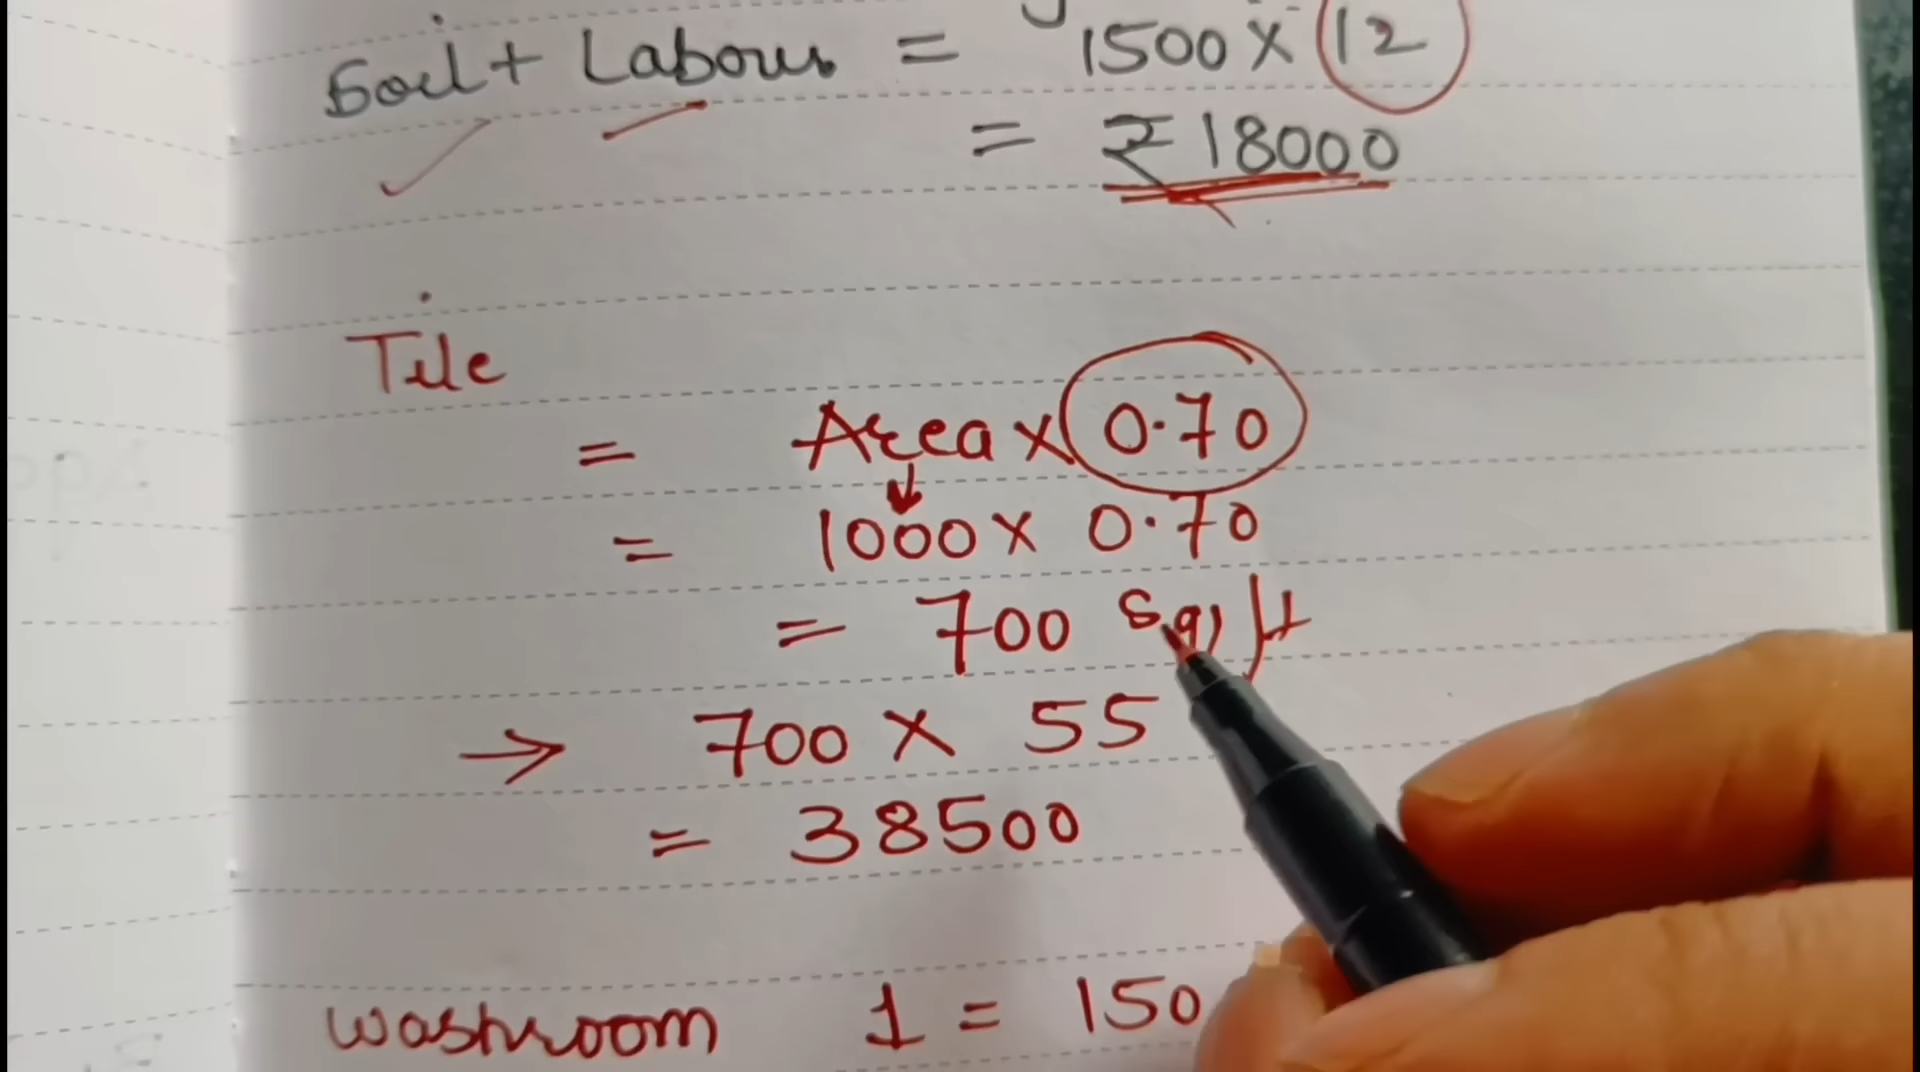 Soil + Labour = 1500 × 12
= ₹18000
Tile
= Area × 0.70
= 1000 × 0.70
= 700 sq ft
→ 700 × 55
= 38500
washroom 1 = 150